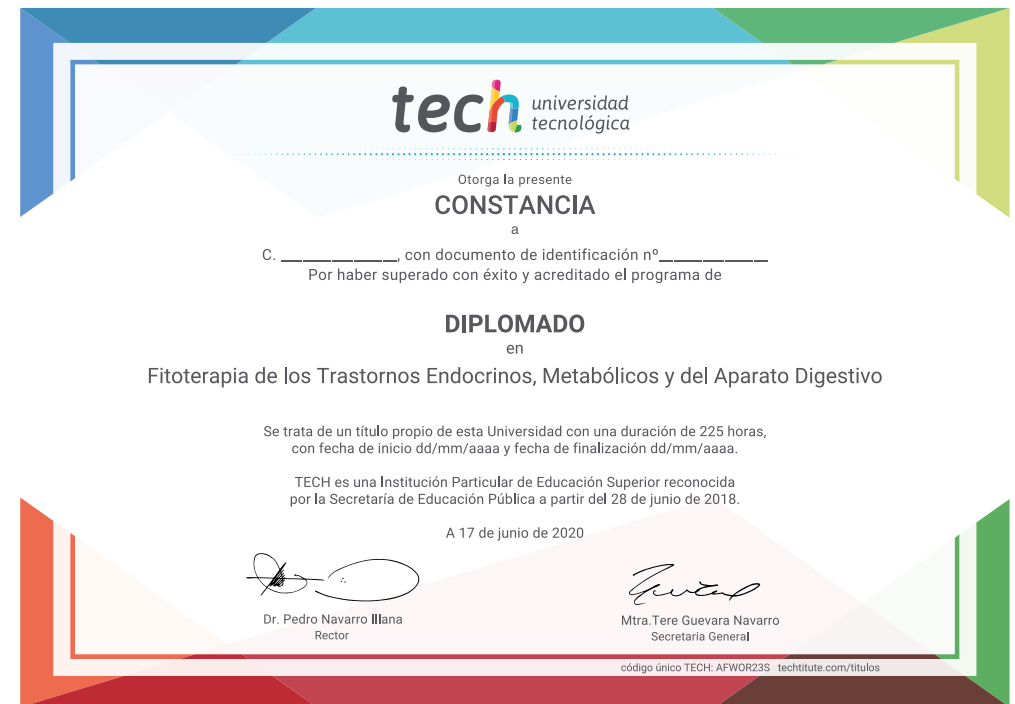 tech universidad
tecnológica
Otorga la presente
CONSTANCIA
a
C. ______________, con documento de identificación nº_____________
Por haber superado con éxito y acreditado el programa de
DIPLOMADO
en
Fitoterapia de los Trastornos Endocrinos, Metabólicos y del Aparato Digestivo
Se trata de un título propio de esta Universidad con una duración de 225 horas,
con fecha de inicio dd/mm/aaaa y fecha de finalización dd/mm/aaaa.
TECH es una Institución Particular de Educación Superior reconocida
por la Secretaría de Educación Pública a partir del 28 de junio de 2018.
A 17 de junio de 2020
Dr. Pedro Navarro Illana
Rector
Mtra.Tere Guevara Navarro
Secretaria General
código único TECH: AFWOR23S techtitute.com/titulos